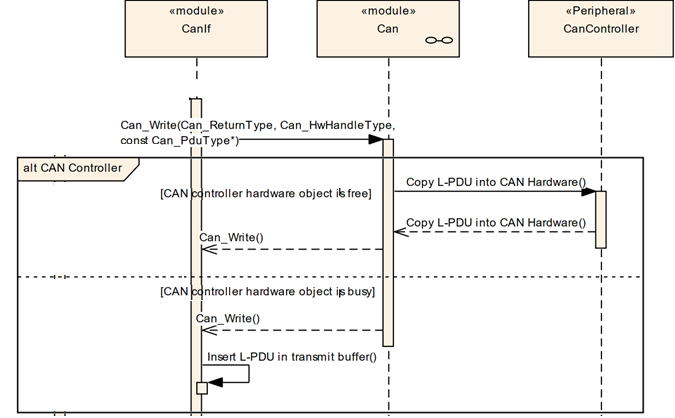 «module»
CanIf
«module»
Can
«Peripheral»
CanController
Can_Write(Can_ReturnType, Can_HwHandleType,
const Can_PduType*)
alt CAN Controller
[CAN controller hardware object is free]
Copy L-PDU into CAN Hardware()
Copy L-PDU into CAN Hardware()
Can_Write()
[CAN controller hardware object is busy]
Can_Write()
Insert L-PDU in transmit buffer()